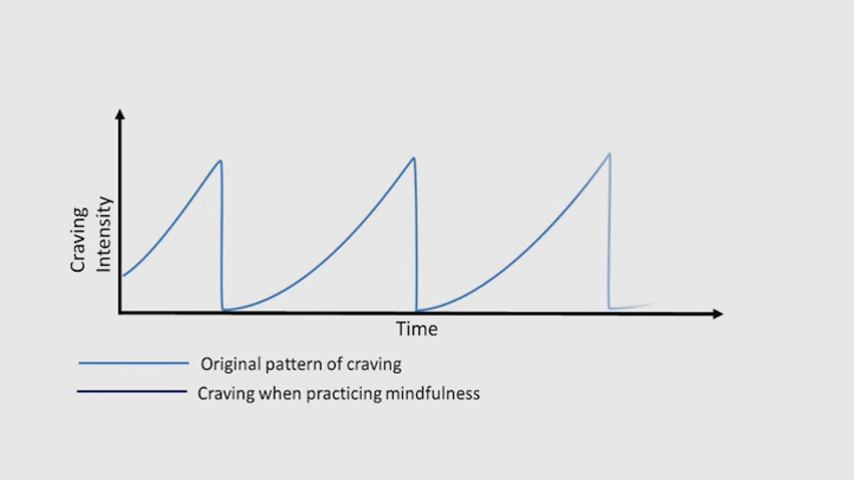 Craving
Intensity
Time
Original pattern of craving
Craving when practicing mindfulness